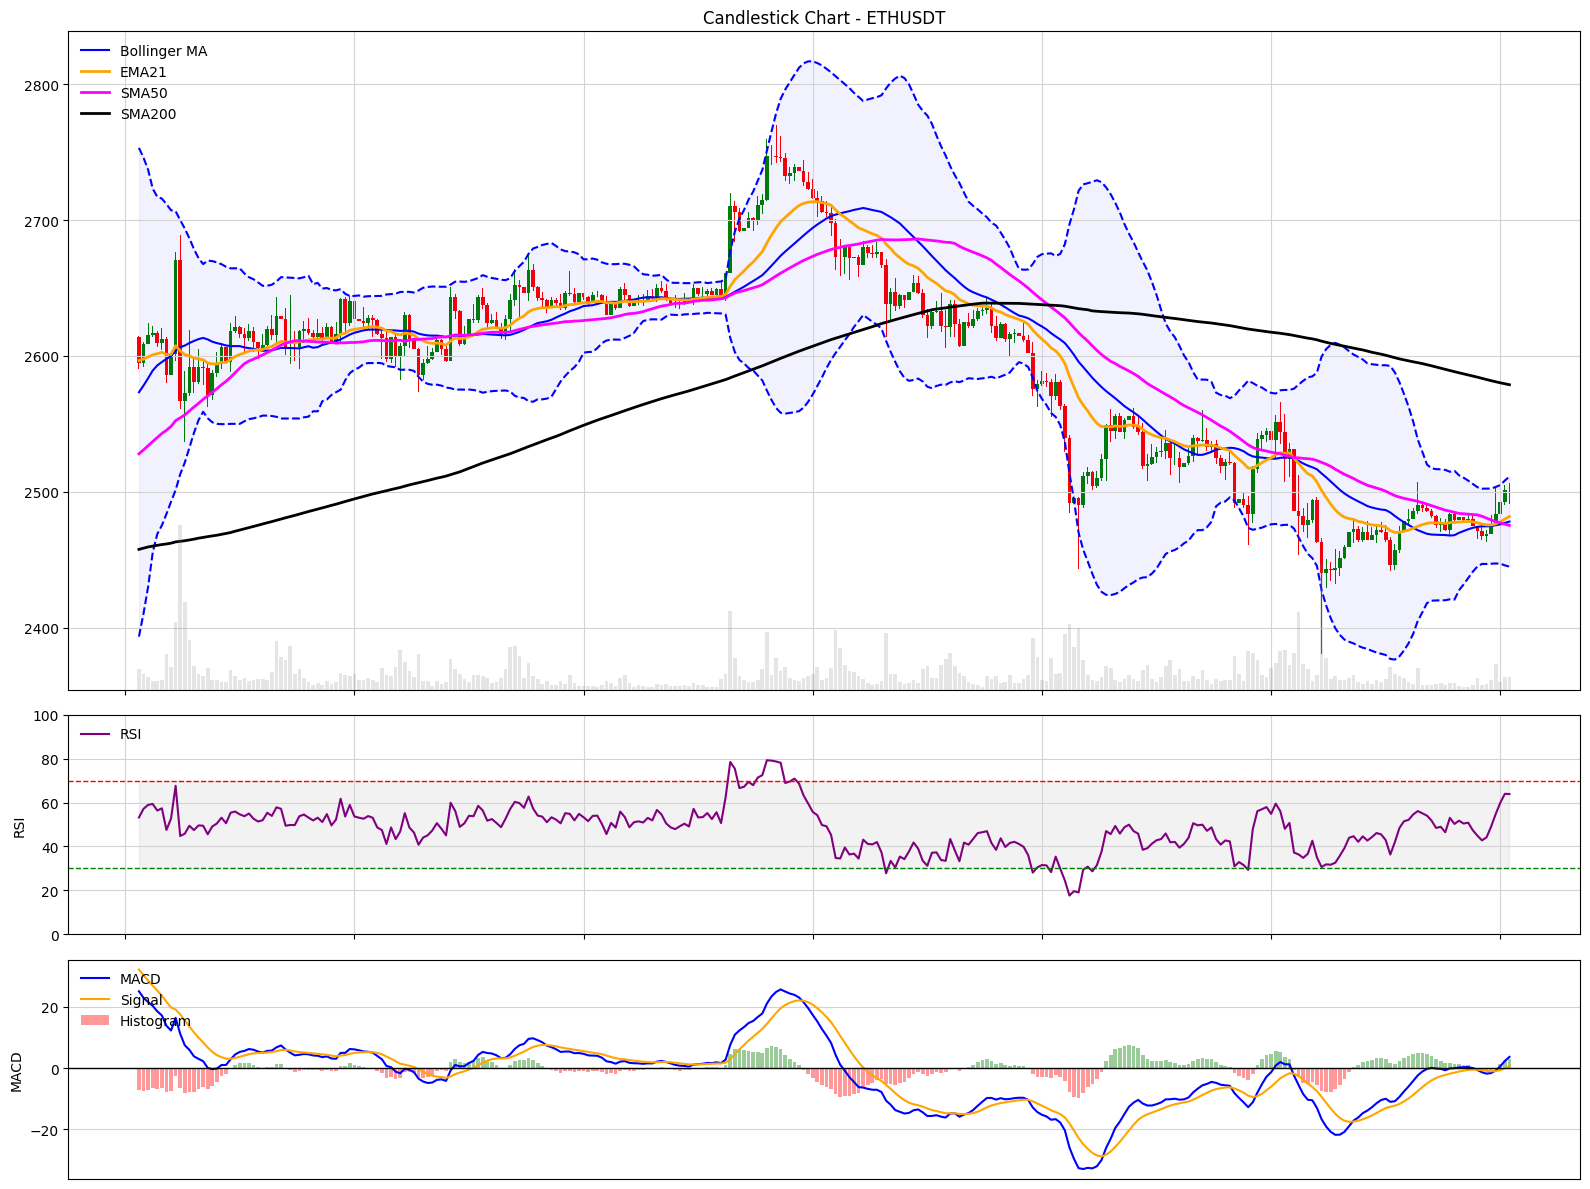 Candlestick Chart - ETHUSDT
Bollinger MA
EMA21
SMA50
SMA200
2800
2700
2600
2500
2400
RSI
100
80
60
40
20
0
RSI
MACD
Signal
Histogram
20
0
−20
MACD